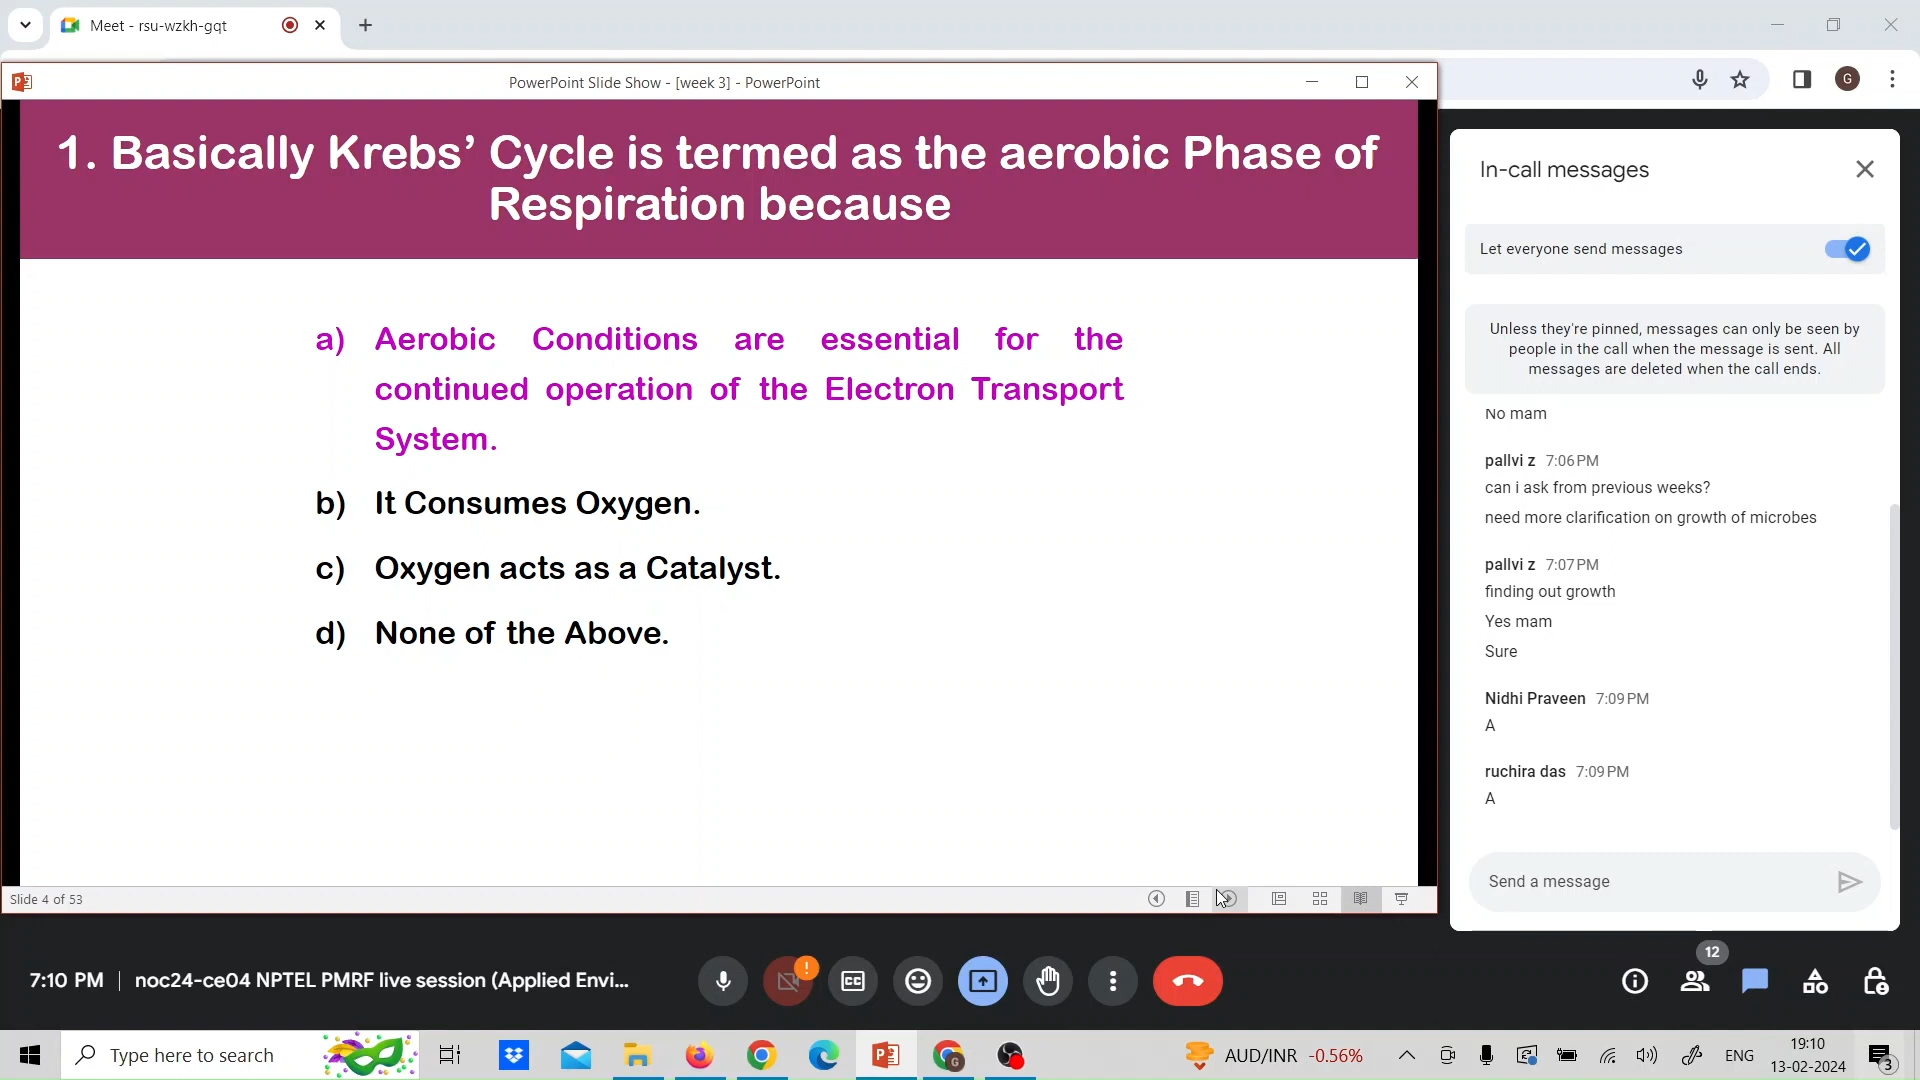 Meet - rsu-wzkh-gqt
PowerPoint Slide Show - [week 3] - PowerPoint
1. Basically Krebs’ Cycle is termed as the aerobic Phase of
Respiration because
a) Aerobic Conditions are essential for the
continued operation of the Electron Transport
System.
b) It Consumes Oxygen.
c) Oxygen acts as a Catalyst.
d) None of the Above.
Slide 4 of 53
G
In-call messages
Let everyone send messages
Unless they're pinned, messages can only be seen by
people in the call when the message is sent. All
messages are deleted when the call ends.
No mam
pallvi z 7:06 PM
can i ask from previous weeks?
need more clarification on growth of microbes
pallvi z 7:07 PM
finding out growth
Yes mam
Sure
Nidhi Praveen 7:09 PM
A
ruchira das 7:09 PM
A
Send a message
7:10 PM | noc24-ce04 NPTEL PMRF live session (Applied Envi...
12
Type here to search
AUD/INR -0.56%
ENG
19:10
13-02-2024
3